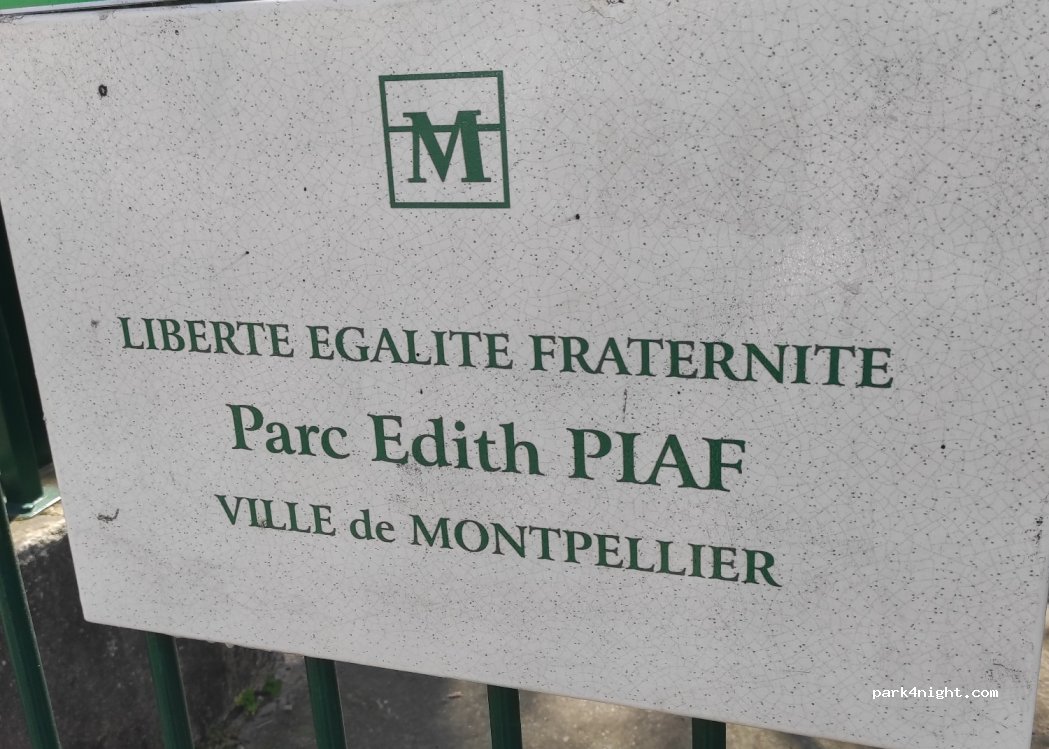 M
LIBERTE EGALITE FRATERNITE
Parc Edith PIAF
VILLE de MONTPELLIER
park4night.com